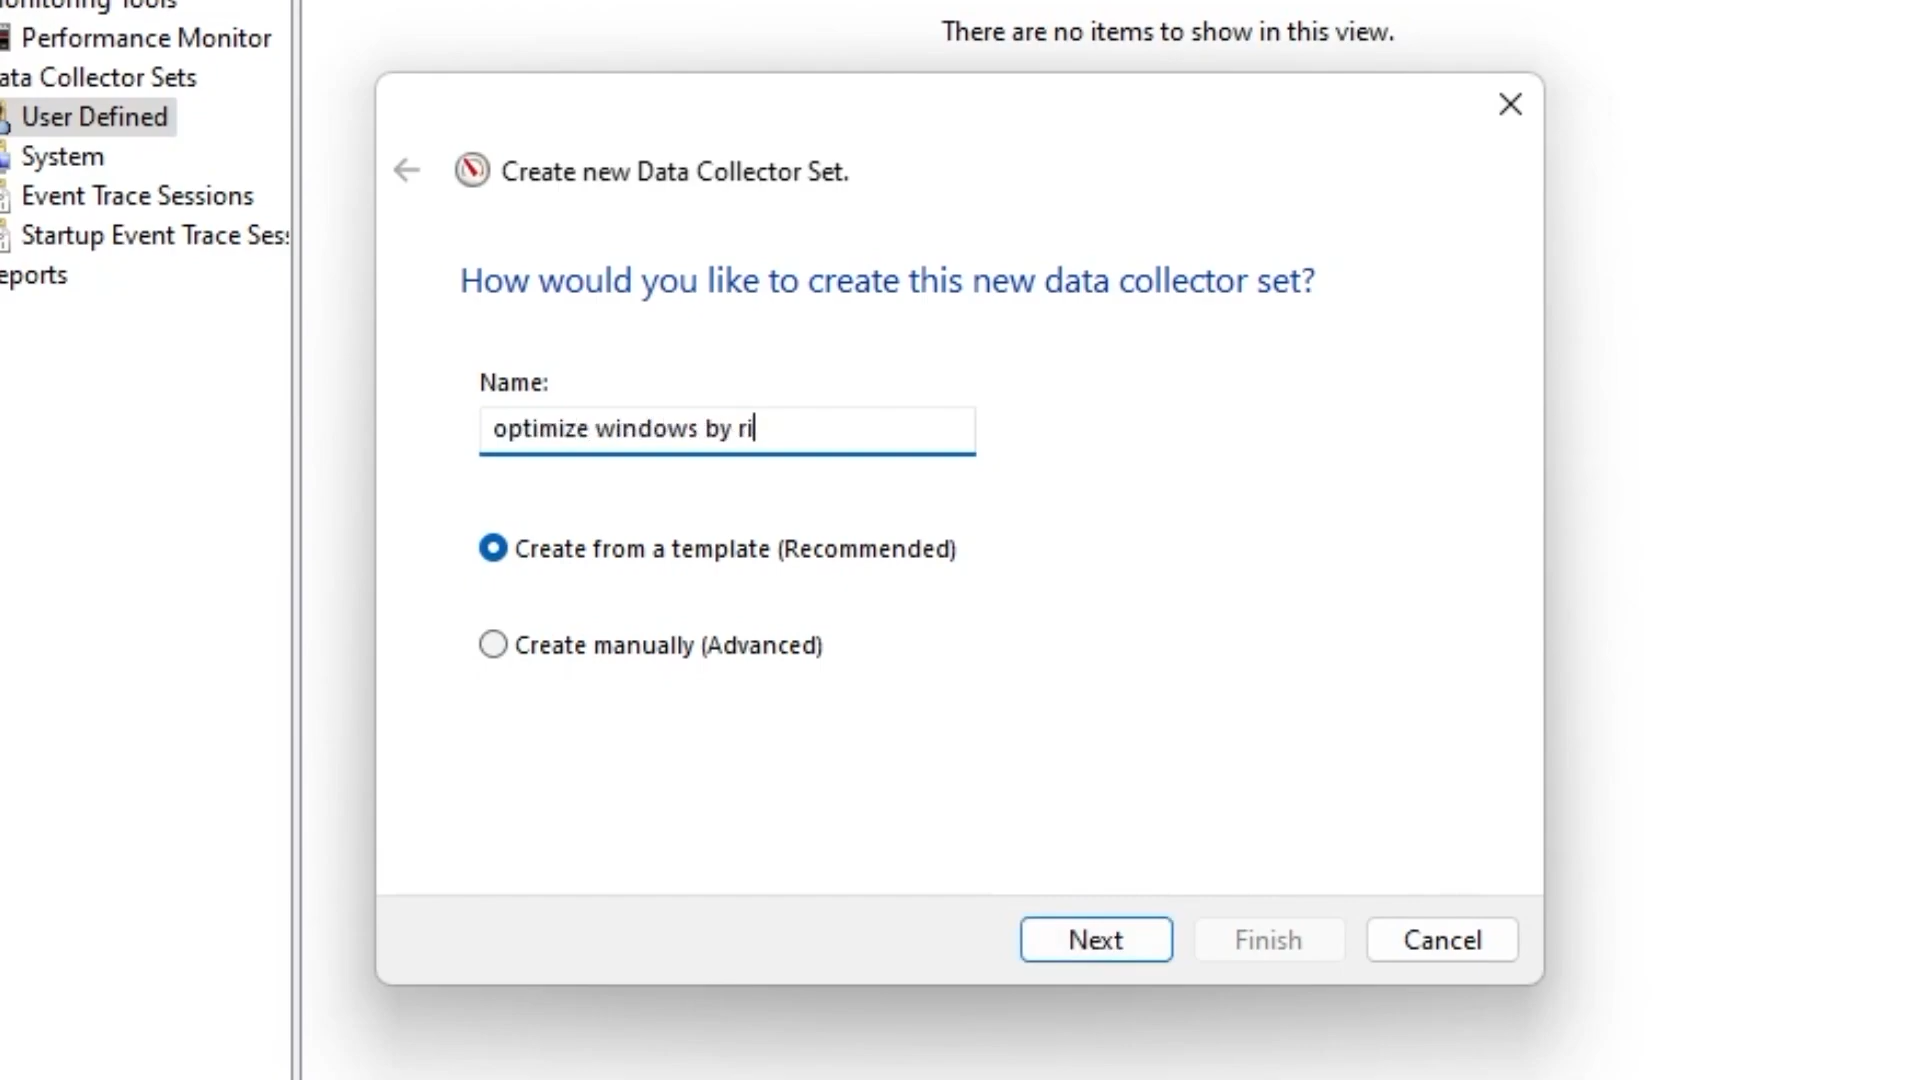 Monitoring Tools
Performance Monitor
ata Collector Sets
User Defined
System
Event Trace Sessions
Startup Event Trace Ses
eports
There are no items to show in this view.
Create new Data Collector Set.
How would you like to create this new data collector set?
Name:
optimize windows by ri
Create from a template (Recommended)
Create manually (Advanced)
Next
Finish
Cancel